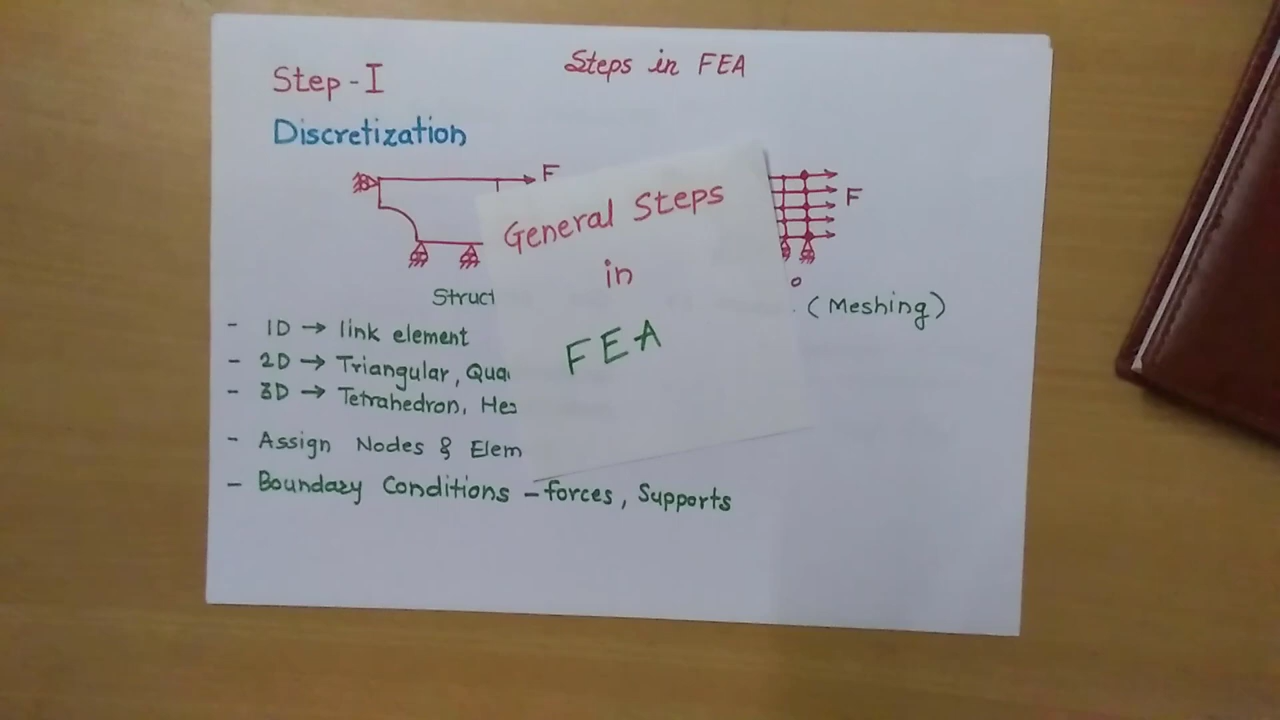 Steps in FEA
Step-I
Discretization
F
F
General Steps
in
FEA
Struct
(Meshing)
- 1D → link element
- 2D → Triangular, Qua
- 3D → Tetrahedron, He
- Assign Nodes & Elem
- Boundary Conditions - forces, Supports